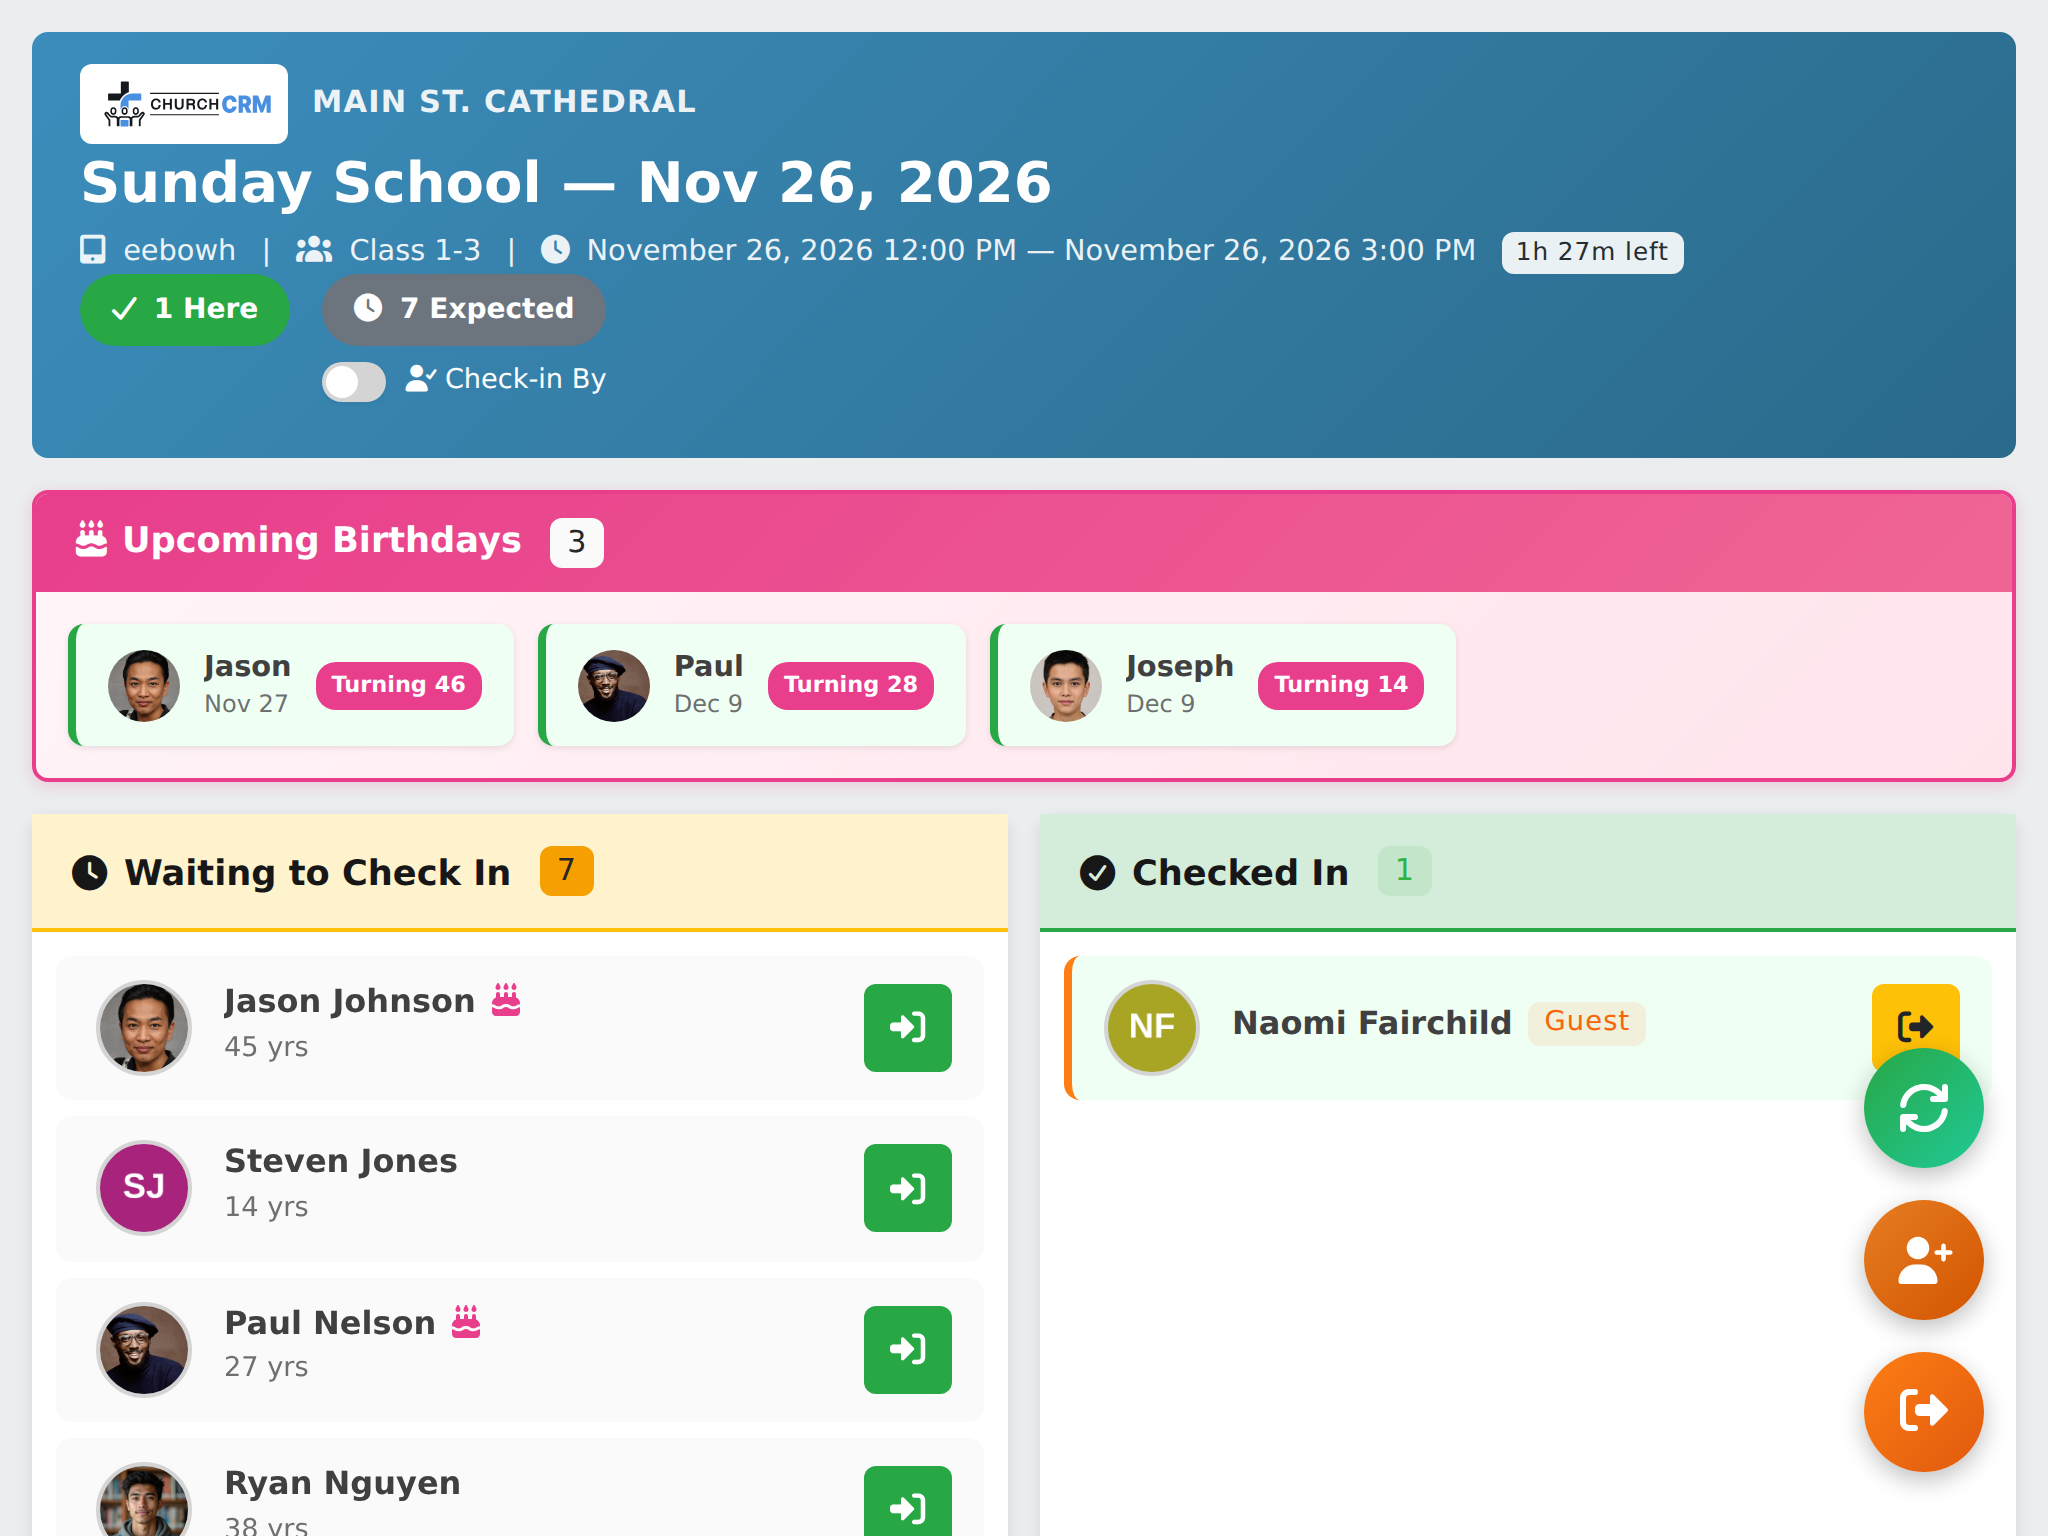 CHURCHCRM MAIN ST. CATHEDRAL
Sunday School — Nov 26, 2026
eebowh | Class 1-3 | November 26, 2026 12:00 PM — November 26, 2026 3:00 PM 1h 27m left
1 Here 7 Expected
Check-in By
Upcoming Birthdays 3
Jason
Nov 27
Turning 46
Paul
Dec 9
Turning 28
Joseph
Dec 9
Turning 14
Waiting to Check In 7
Jason Johnson
45 yrs
SJ
Steven Jones
14 yrs
Paul Nelson
27 yrs
Ryan Nguyen
38 yrs
Checked In 1
NF
Naomi Fairchild Guest